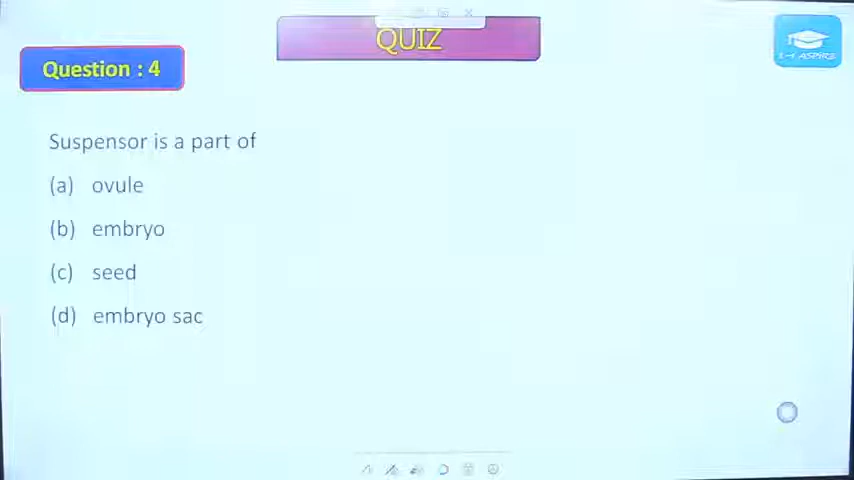 QUIZ
Question : 4
Suspensor is a part of
(a) ovule
(b) embryo
(c) seed
(d) embryo sac